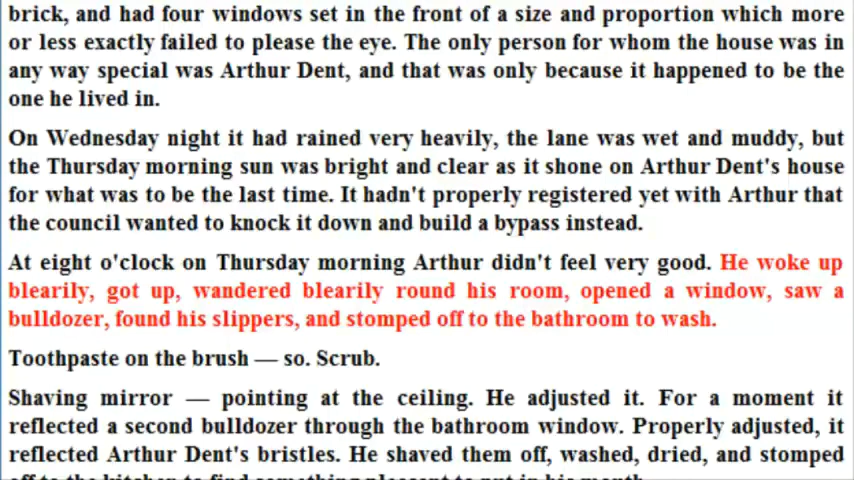 brick, and had four windows set in the front of a size and proportion which more
or less exactly failed to please the eye. The only person for whom the house was in
any way special was Arthur Dent, and that was only because it happened to be the
one he lived in.
On Wednesday night it had rained very heavily, the lane was wet and muddy, but
the Thursday morning sun was bright and clear as it shone on Arthur Dent's house
for what was to be the last time. It hadn't properly registered yet with Arthur that
the council wanted to knock it down and build a bypass instead.
At eight o'clock on Thursday morning Arthur didn't feel very good. He woke up
blearily, got up, wandered blearily round his room, opened a window, saw a
bulldozer, found his slippers, and stomped off to the bathroom to wash.
Toothpaste on the brush — so. Scrub.
Shaving mirror — pointing at the ceiling. He adjusted it. For a moment it
reflected a second bulldozer through the bathroom window. Properly adjusted, it
reflected Arthur Dent's bristles. He shaved them off, washed, dried, and stomped
off to the kitchen to find something pleasant to put in his mouth.